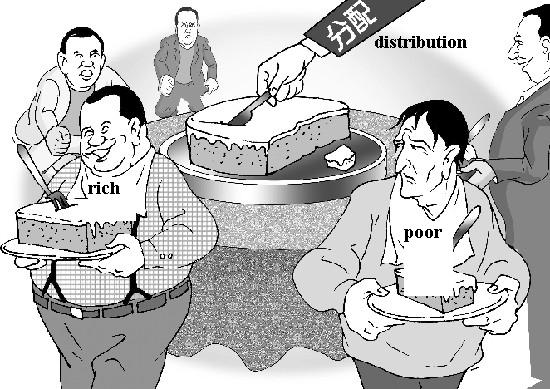 分配
distribution
rich
poor